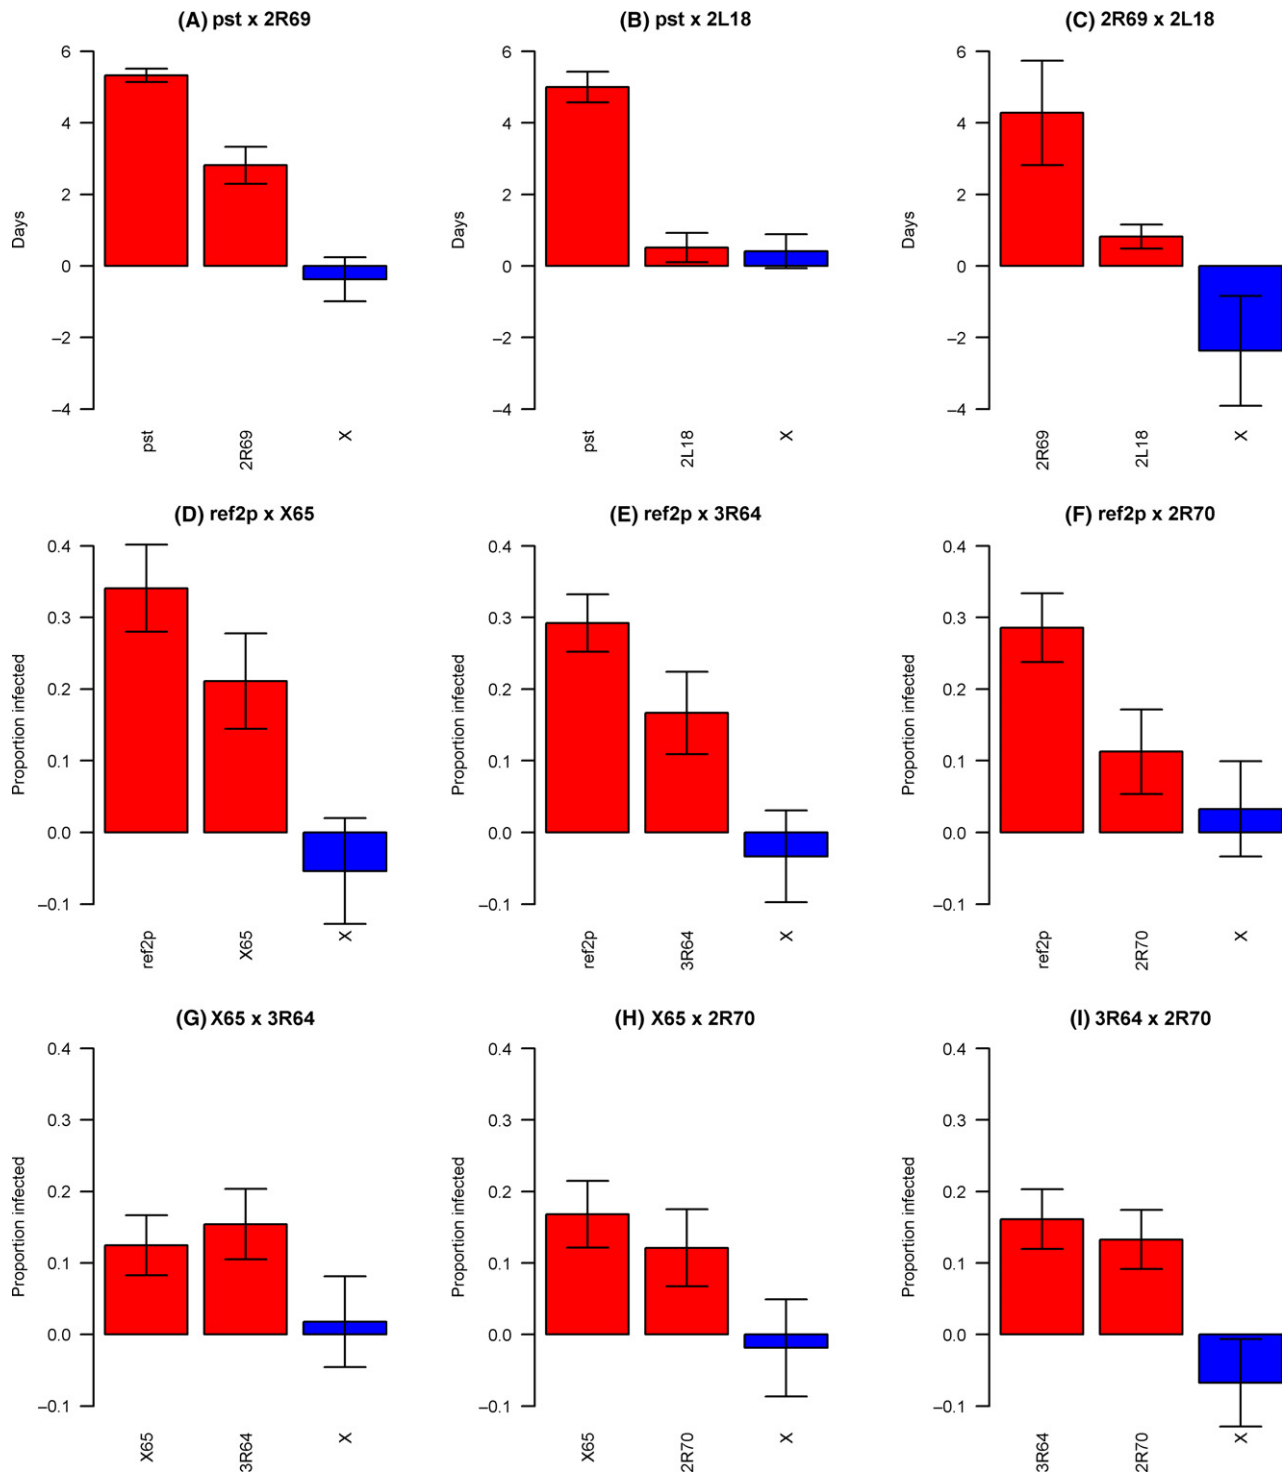 (A) pst x 2R69
(B) pst x 2L18
(C) 2R69 x 2L18
Days
6
4
2
0
−2
−4
pst
2R69
X
Days
6
4
2
0
−2
−4
pst
2L18
X
Days
6
4
2
0
−2
−4
2R69
2L18
X
(D) ref2p x X65
(E) ref2p x 3R64
(F) ref2p x 2R70
Proportion infected
0.4
0.3
0.2
0.1
0.0
−0.1
ref2p
X65
X
Proportion infected
0.4
0.3
0.2
0.1
0.0
−0.1
ref2p
3R64
X
Proportion infected
0.4
0.3
0.2
0.1
0.0
−0.1
ref2p
2R70
X
(G) X65 x 3R64
(H) X65 x 2R70
(I) 3R64 x 2R70
Proportion infected
0.4
0.3
0.2
0.1
0.0
−0.1
X65
3R64
X
Proportion infected
0.4
0.3
0.2
0.1
0.0
−0.1
X65
2R70
X
Proportion infected
0.4
0.3
0.2
0.1
0.0
−0.1
3R64
2R70
X